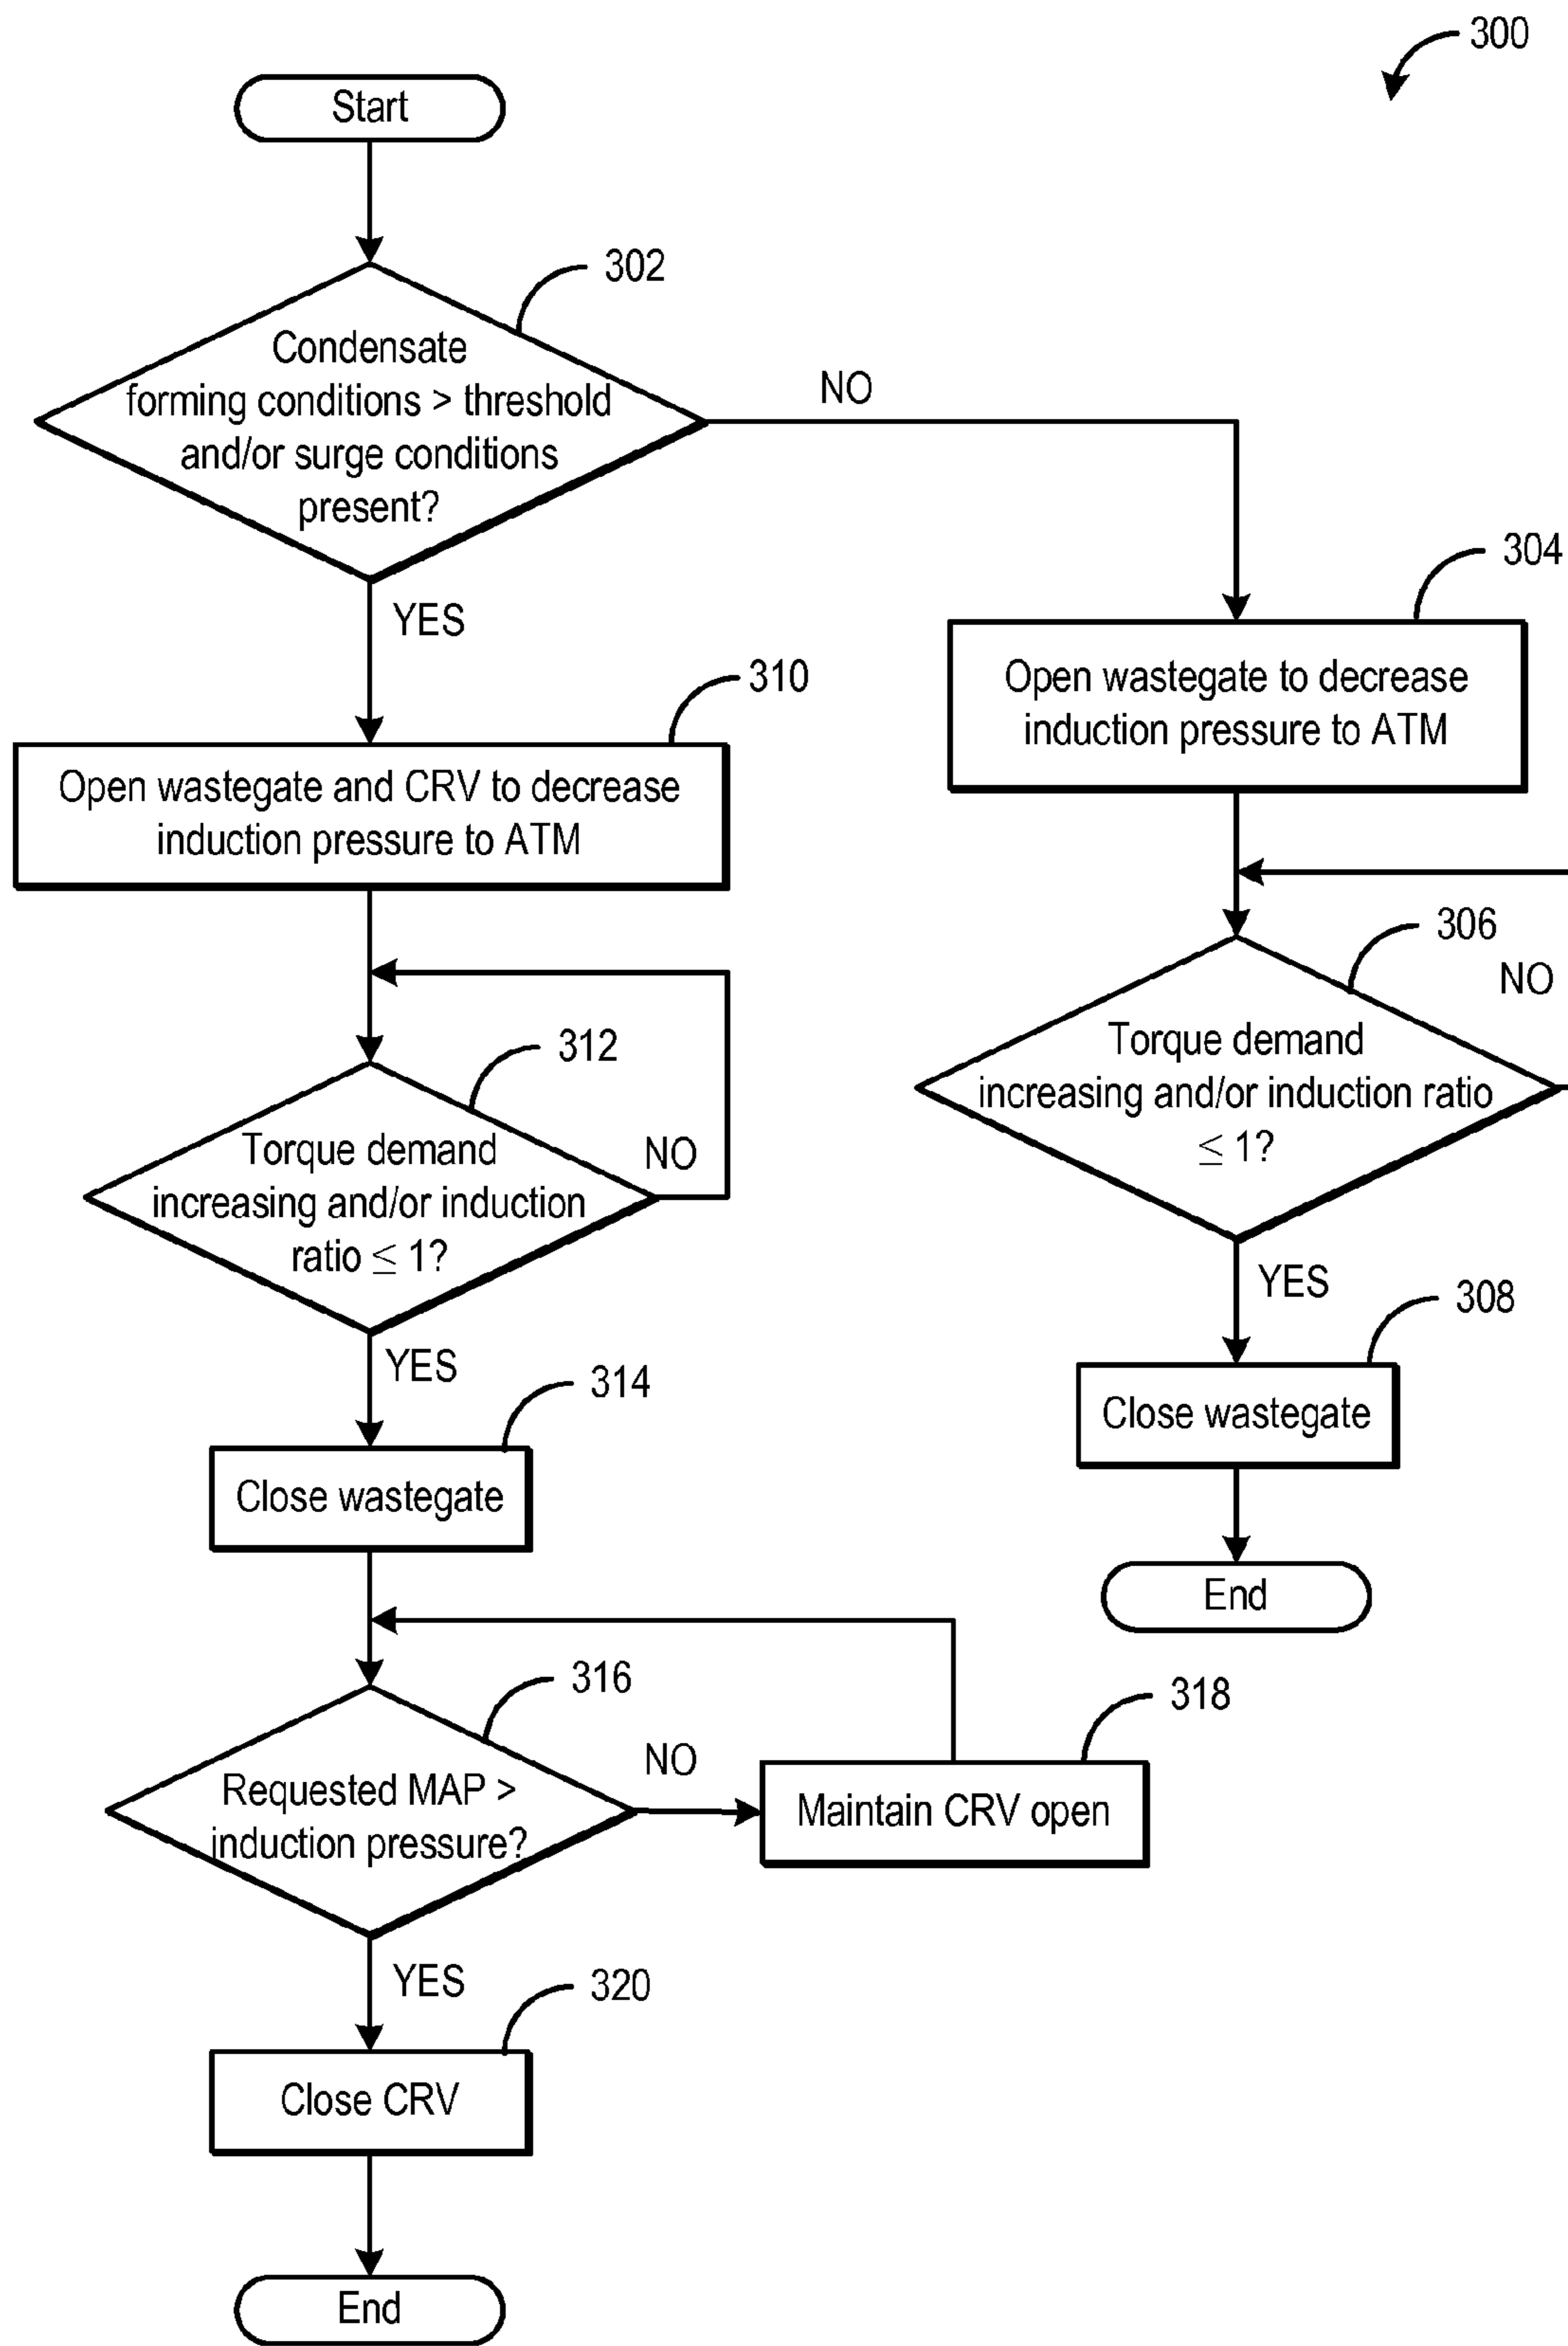 300
Start
302
Condensate
forming conditions > threshold
and/or surge conditions
present?
NO
YES
304
Open wastegate to decrease
induction pressure to ATM
310
Open wastegate and CRV to decrease
induction pressure to ATM
306
NO
Torque demand
increasing and/or induction ratio
≤ 1?
YES
312
Torque demand
increasing and/or induction
ratio ≤ 1?
NO
YES
308
Close wastegate
End
314
Close wastegate
316
Requested MAP >
induction pressure?
NO
318
Maintain CRV open
YES
320
Close CRV
End